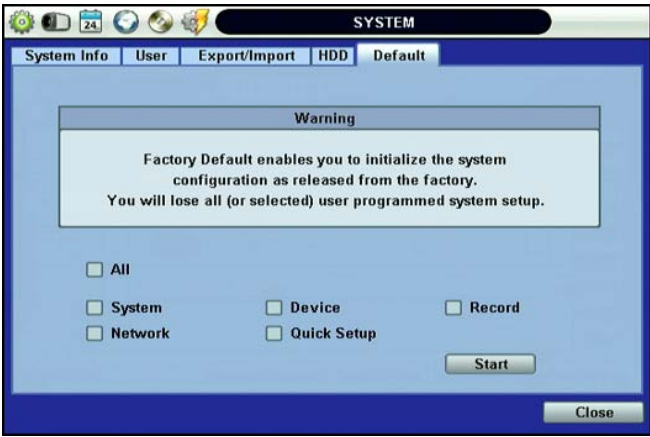 24
SYSTEM
System Info User Export/Import HDD Default
Warning
Factory Default enables you to initialize the system
configuration as released from the factory.
You will lose all (or selected) user programmed system setup.
All
System Device Record
Network Quick Setup
Start
Close